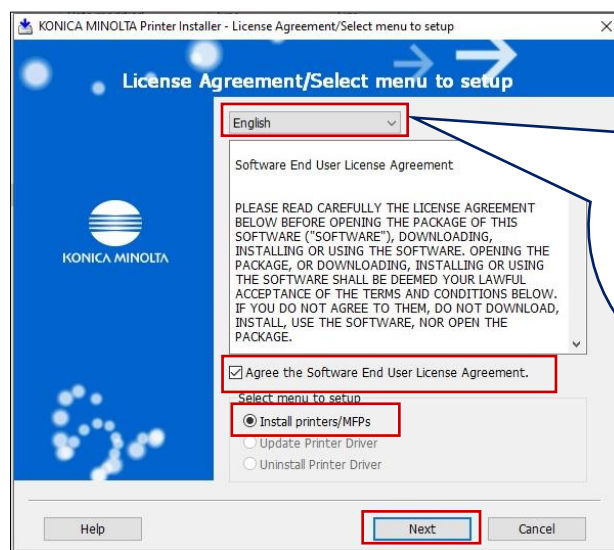 KONICA MINOLTA Printer Installer - License Agreement/Select menu to setup
License Agreement/Select menu to setup
English
Software End User License Agreement
PLEASE READ CAREFULLY THE LICENSE AGREEMENT
BELOW BEFORE OPENING THE PACKAGE OF THIS
SOFTWARE ("SOFTWARE"), DOWNLOADING,
INSTALLING OR USING THE SOFTWARE. OPENING THE
PACKAGE, OR DOWNLOADING, INSTALLING OR USING
THE SOFTWARE SHALL BE DEEMED YOUR LAWFUL
ACCEPTANCE OF THE TERMS AND CONDITIONS BELOW.
IF YOU DO NOT AGREE TO THEM, DO NOT DOWNLOAD,
INSTALL, USE THE SOFTWARE, NOR OPEN THE
PACKAGE.
KONICA MINOLTA
Agree the Software End User License Agreement.
Select menu to setup
Install printers/MFPs
Update Printer Driver
Uninstall Printer Driver
Help
Next
Cancel